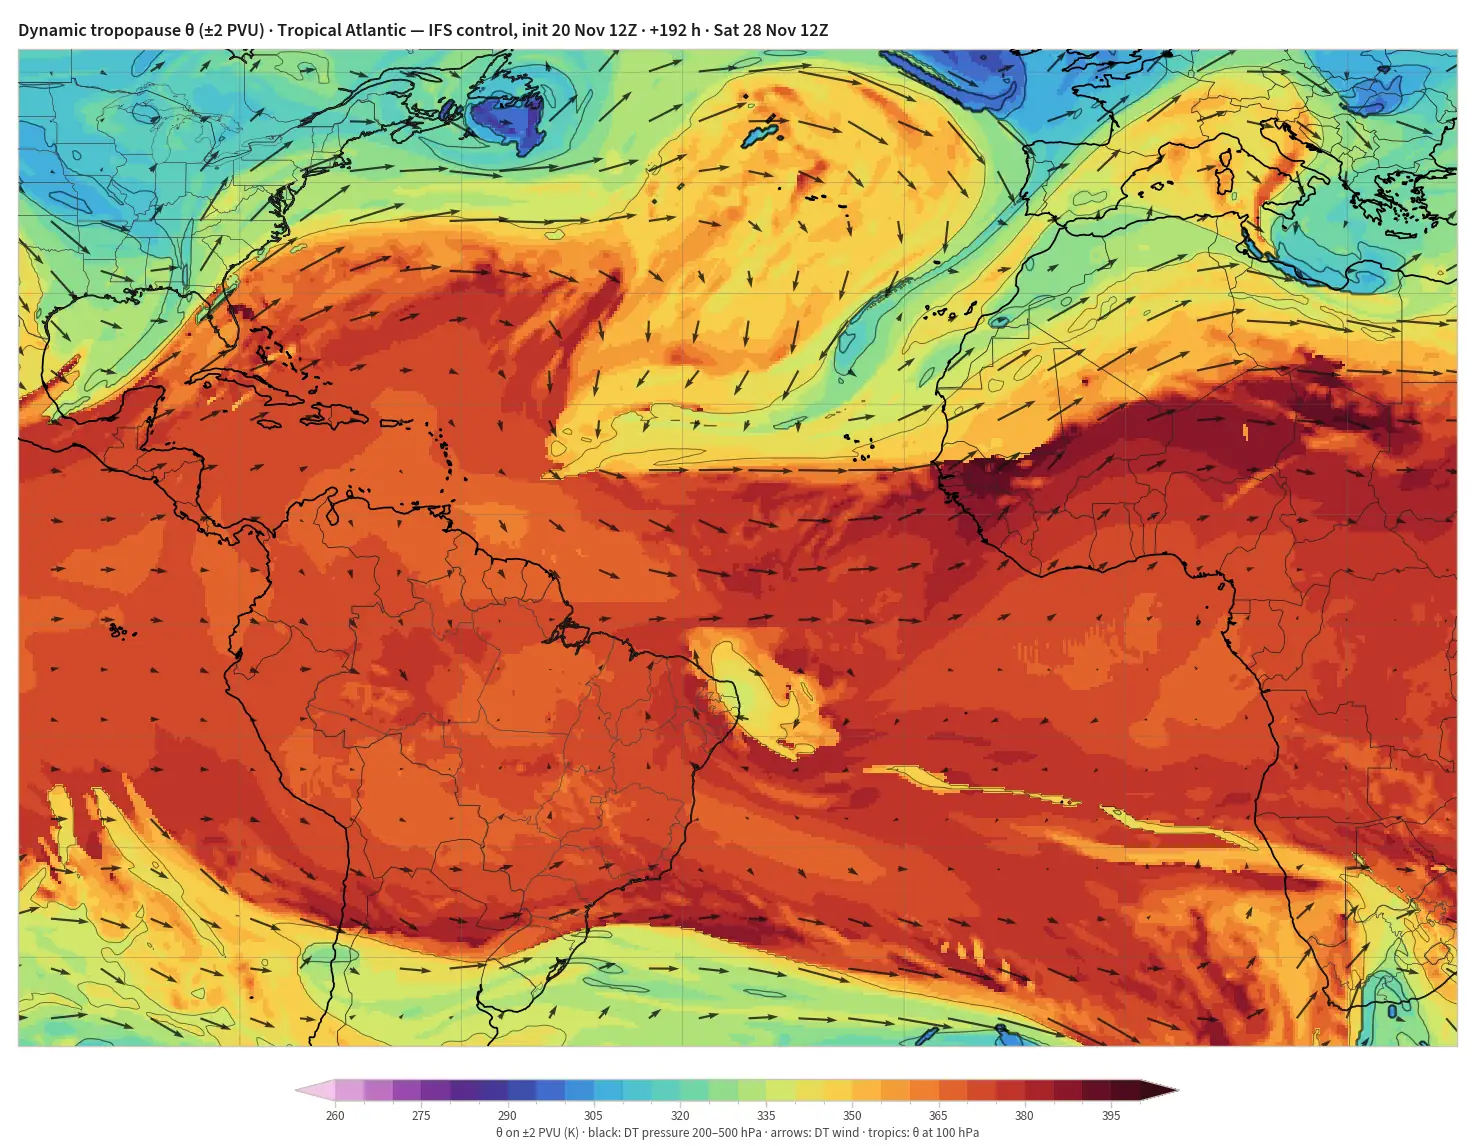 Dynamic tropopause θ (±2 PVU) · Tropical Atlantic — IFS control, init 20 Nov 12Z · +192 h · Sat 28 Nov 12Z
260 275 290 305 320 335 350 365 380 395
θ on ±2 PVU (K) · black: DT pressure 200–500 hPa · arrows: DT wind · tropics: θ at 100 hPa